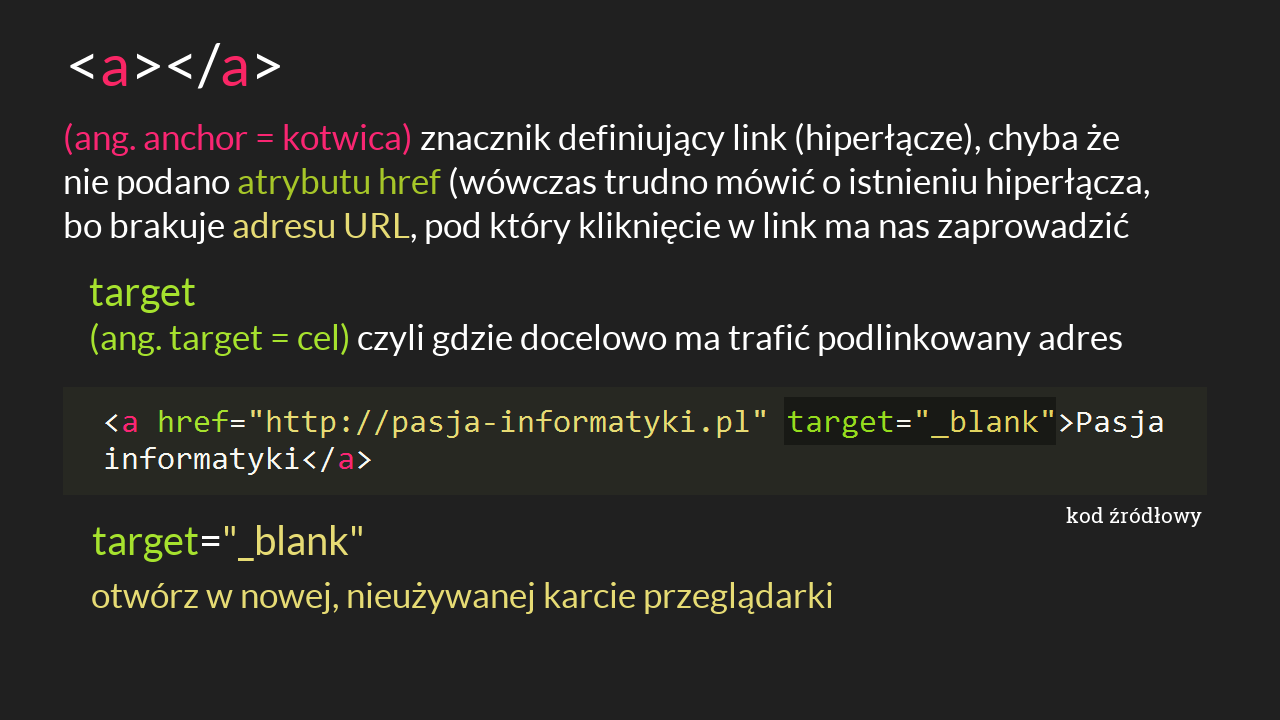 <a></a>
(ang. anchor = kotwica) znacznik definiujący link (hiperłącze), chyba że
nie podano atrybutu href (wówczas trudno mówić o istnieniu hiperłącza,
bo brakuje adresu URL, pod który kliknięcie w link ma nas zaprowadzić
target
(ang. target = cel) czyli gdzie docelowo ma trafić podlinkowany adres
<a href="http://pasja-informatyki.pl" target="_blank">Pasja
informatyki</a>
kod źródłowy
target="_blank"
otwórz w nowej, nieużywanej karcie przeglądarki